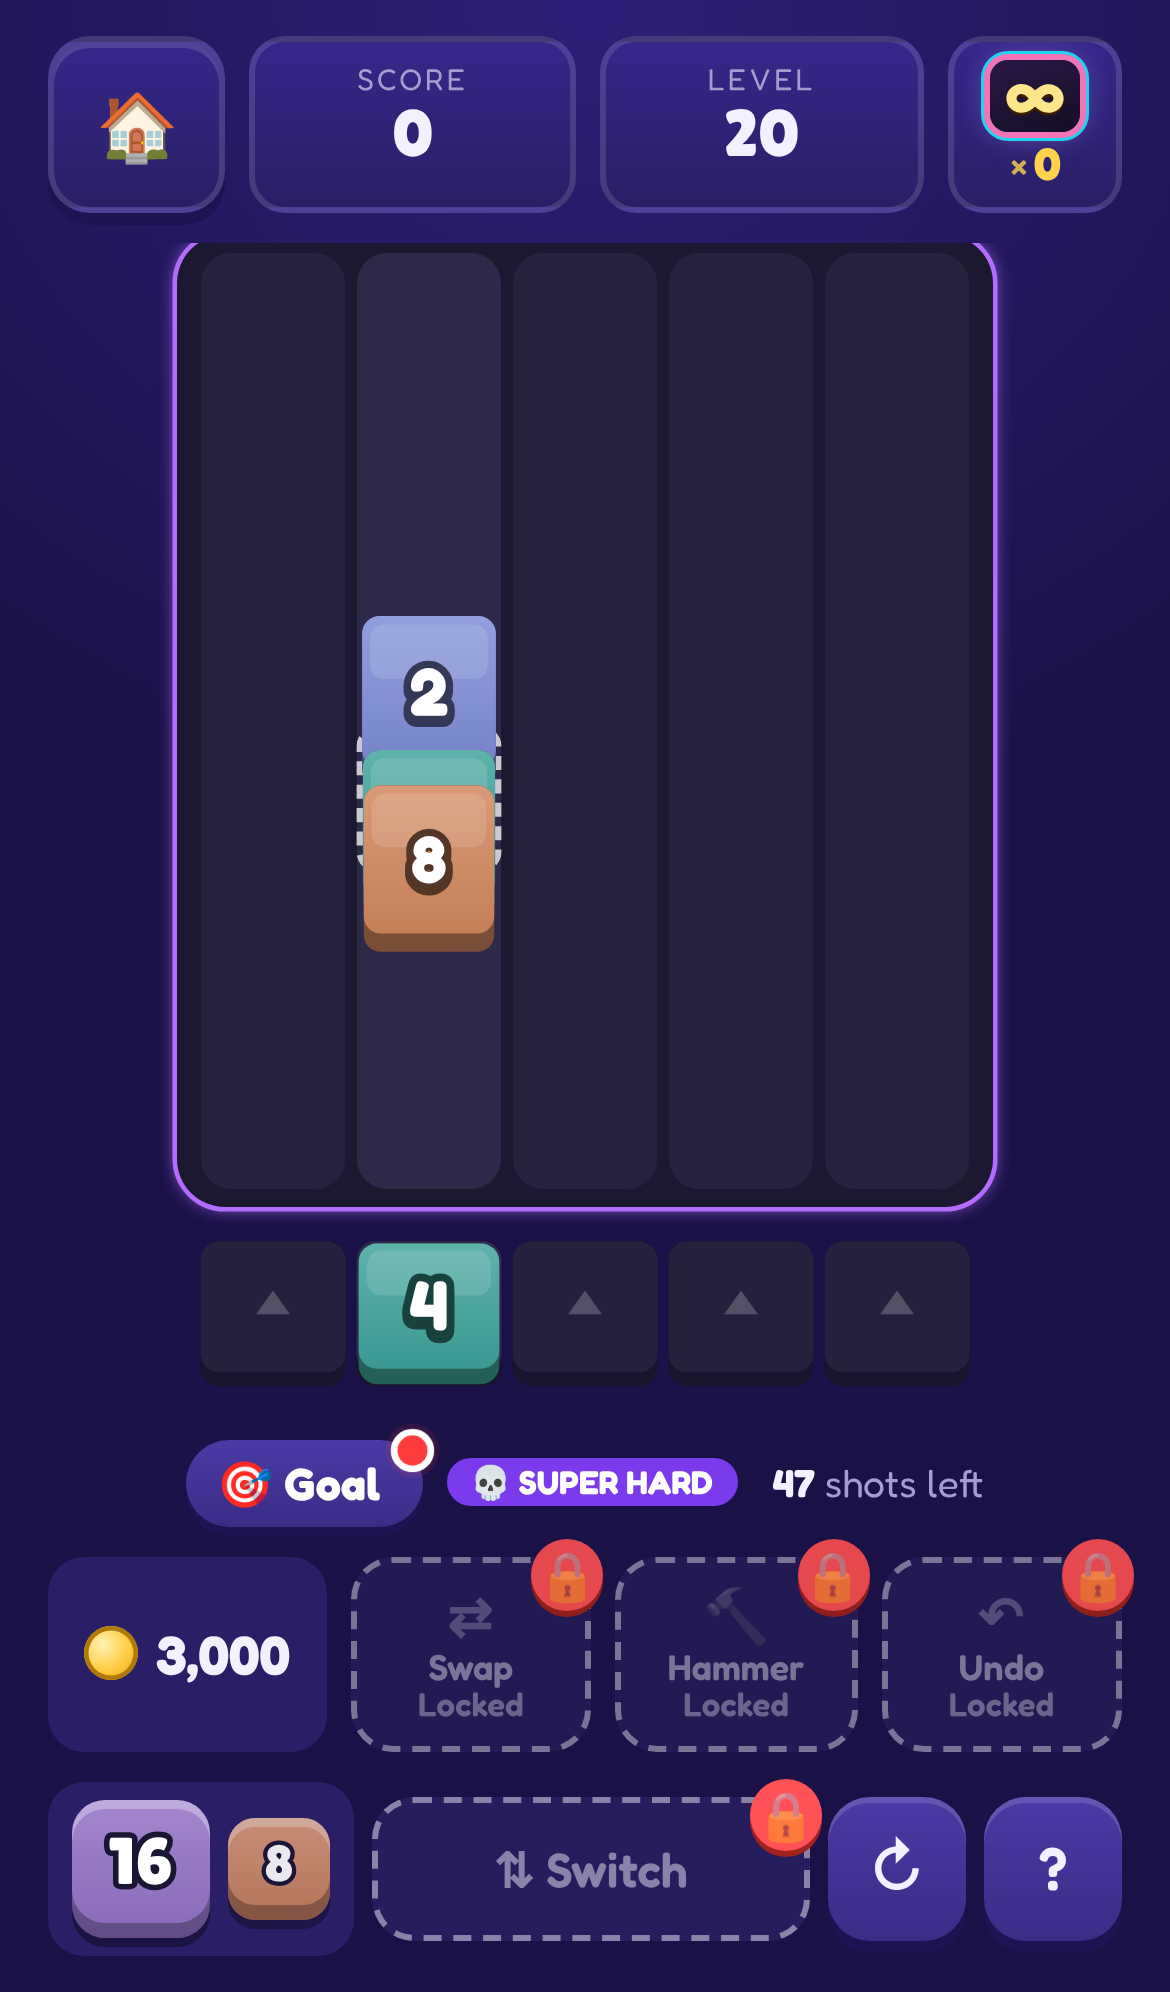 SCORE
0
LEVEL
20
∞
×0
2
8
4
Goal
SUPER HARD
47 shots left
3,000
Swap
Locked
Hammer
Locked
Undo
Locked
16
8
Switch
?